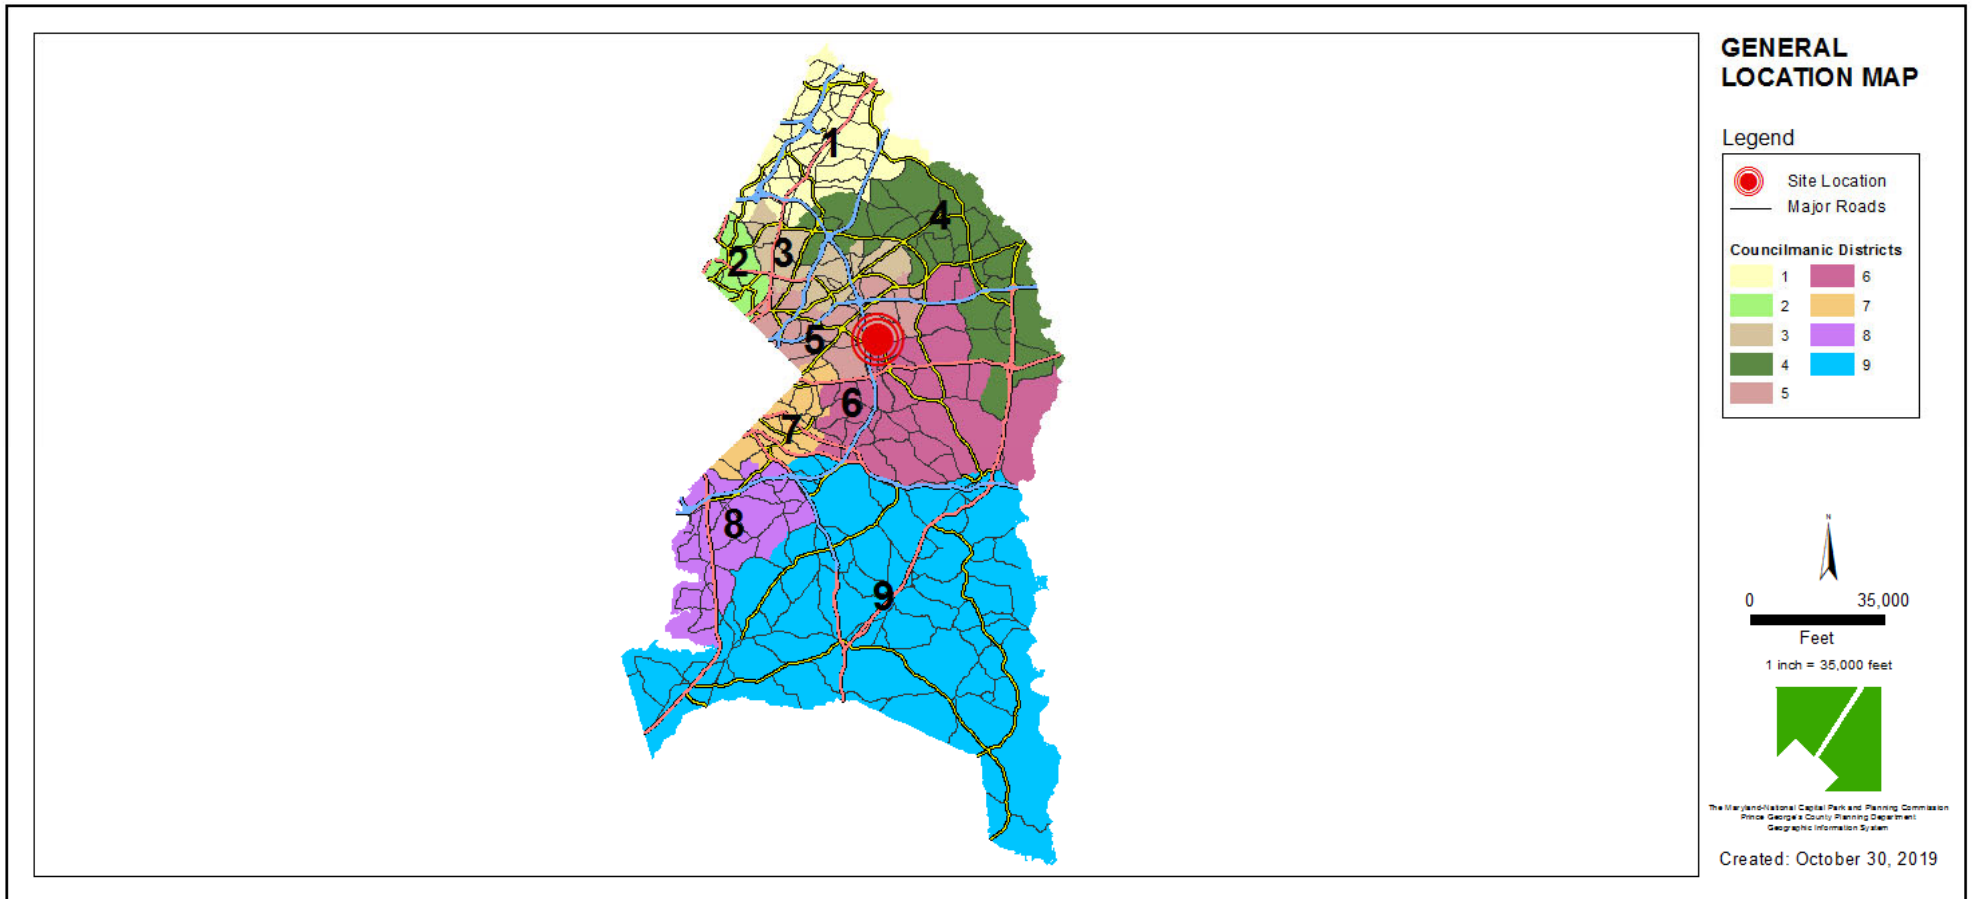 GENERAL
LOCATION MAP
Legend
Site Location
Major Roads
Councilmanic Districts
1 6
2 7
3 8
4 9
5
1
4
2
3
5
6
7
8
9
N
0 35,000
Feet
1 inch = 35,000 feet
The Maryland-National Capital Park and Planning Commission
Prince George's County Planning Department
Geographic Information System
Created: October 30, 2019